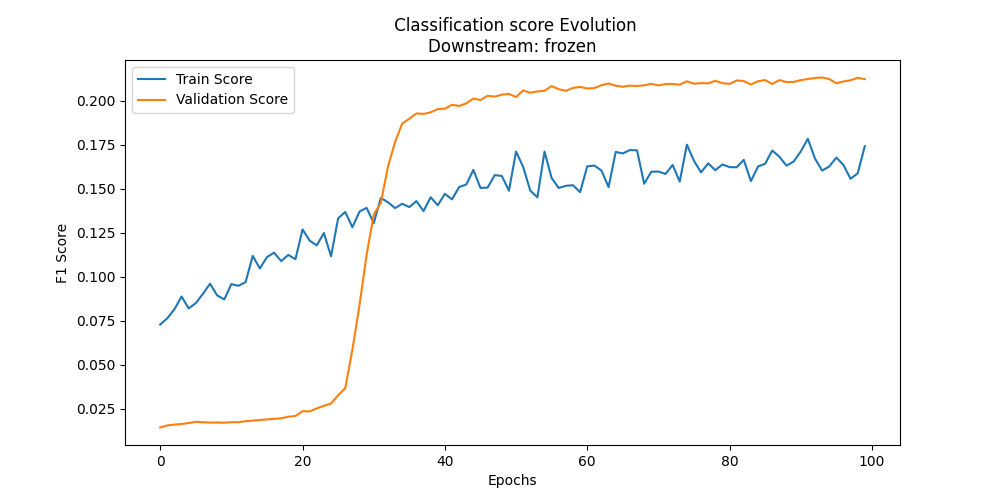 Classification score Evolution
Downstream: frozen
Train Score
Validation Score
F1 Score
0.200
0.175
0.150
0.125
0.100
0.075
0.050
0.025
0 20 40 60 80 100
Epochs